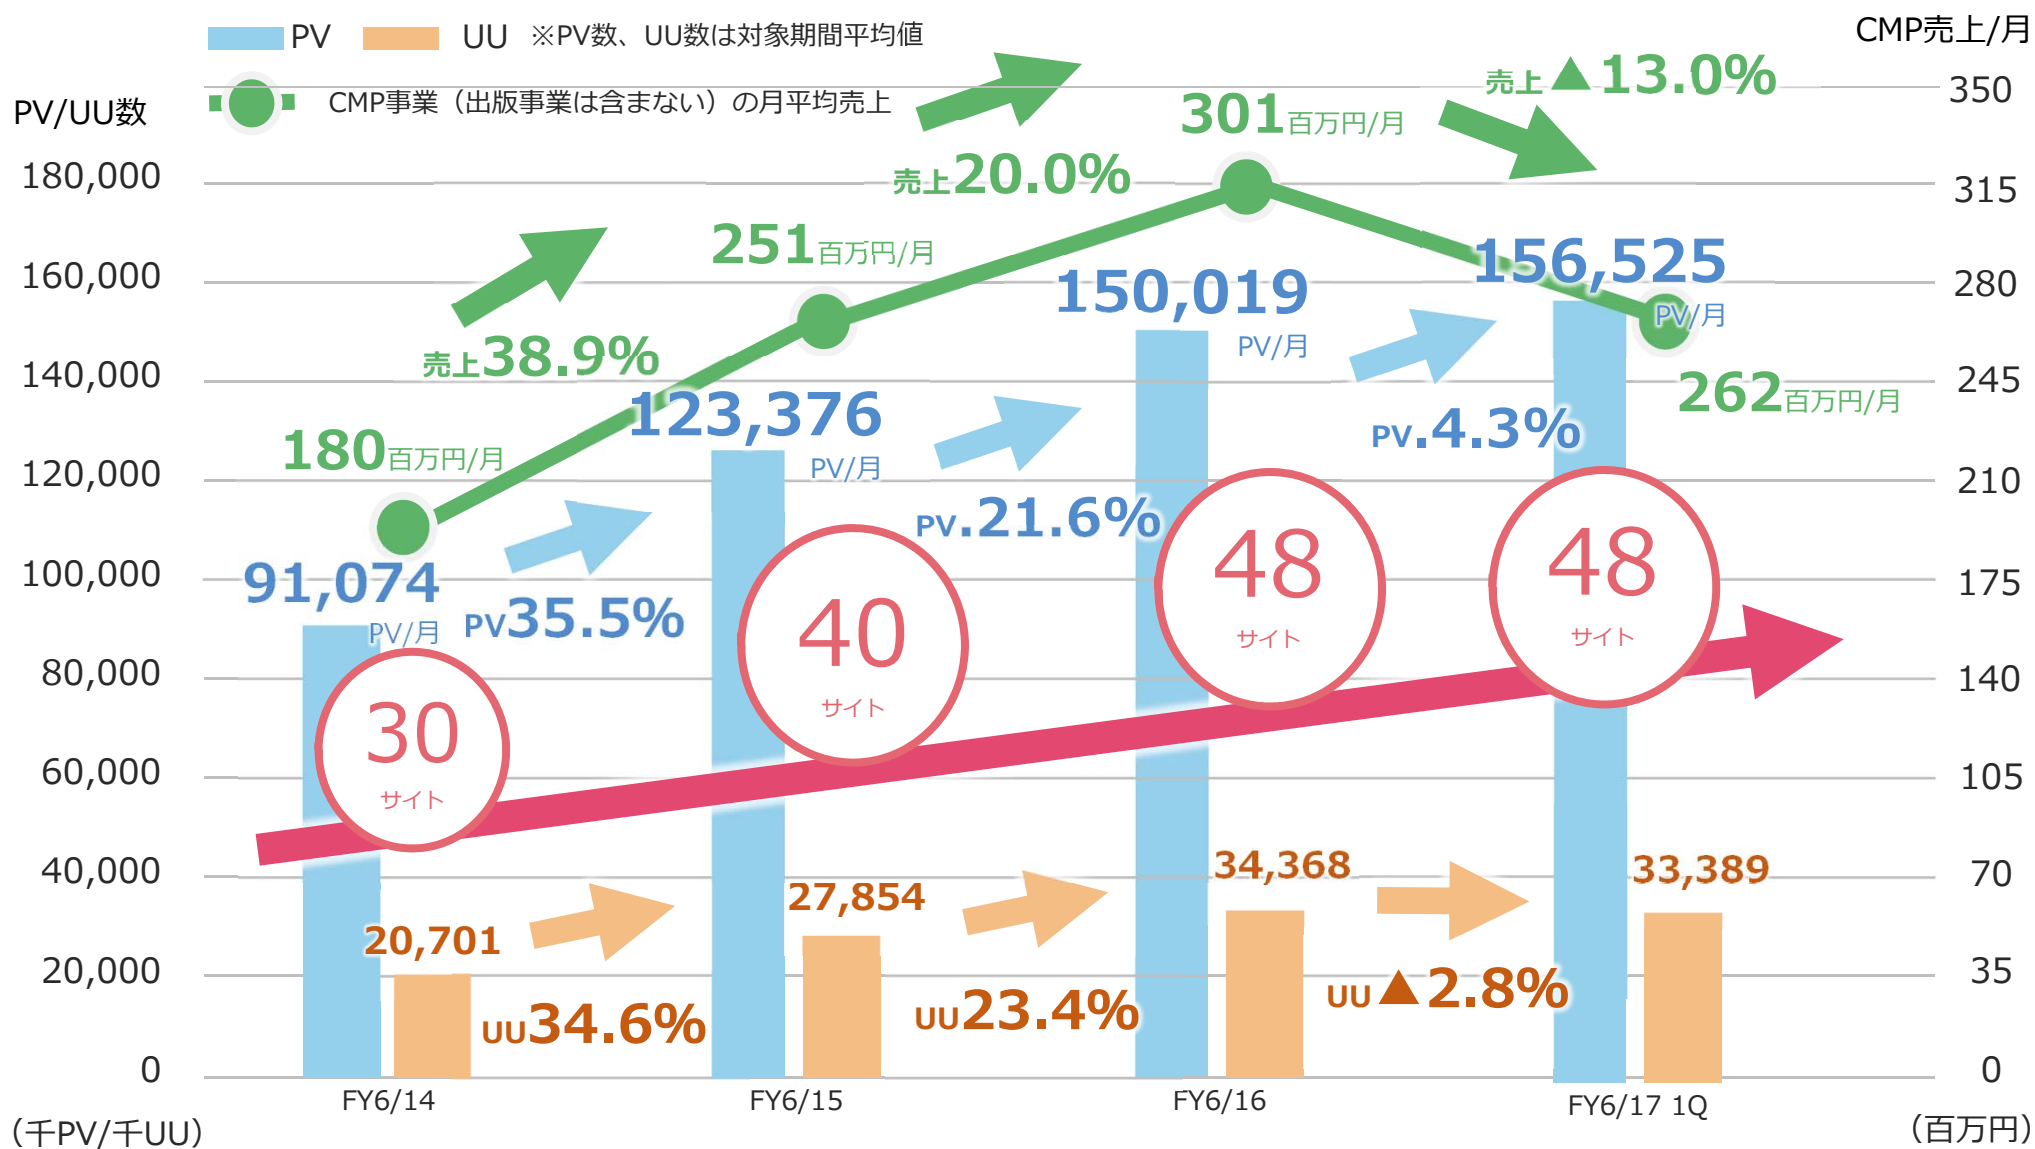 PV UU ※PV数、UU数は対象期間平均値
CMP売上/月
CMP事業（出版事業は含まない）の月平均売上
PV/UU数
売上▲13.0%
350
301百万円/月
180,000
売上20.0%
315
251百万円/月
156,525
PV/月
160,000
150,019
PV/月
280
売上38.9%
140,000
245
262百万円/月
123,376
PV/月
PV.4.3%
180百万円/月
120,000
210
PV.21.6%
100,000
91,074
PV/月
PV35.5%
175
30
サイト
40
サイト
48
サイト
48
サイト
80,000
140
60,000
105
40,000
70
20,701
27,854
34,368
33,389
20,000
35
UU34.6%
UU23.4%
UU▲2.8%
0
0
FY6/14
FY6/15
FY6/16
FY6/17 1Q
（千PV/千UU）
（百万円）